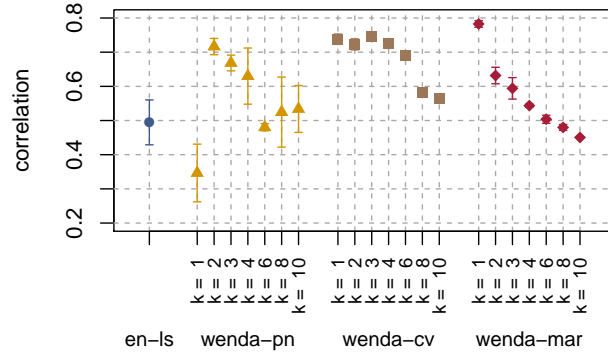 correlation
0.8
0.6
0.4
0.2
k = 1
k = 2
k = 3
k = 4
k = 6
k = 8
k = 10
k = 1
k = 2
k = 3
k = 4
k = 6
k = 8
k = 10
k = 1
k = 2
k = 3
k = 4
k = 6
k = 8
k = 10
en−ls wenda−pn wenda−cv wenda−mar